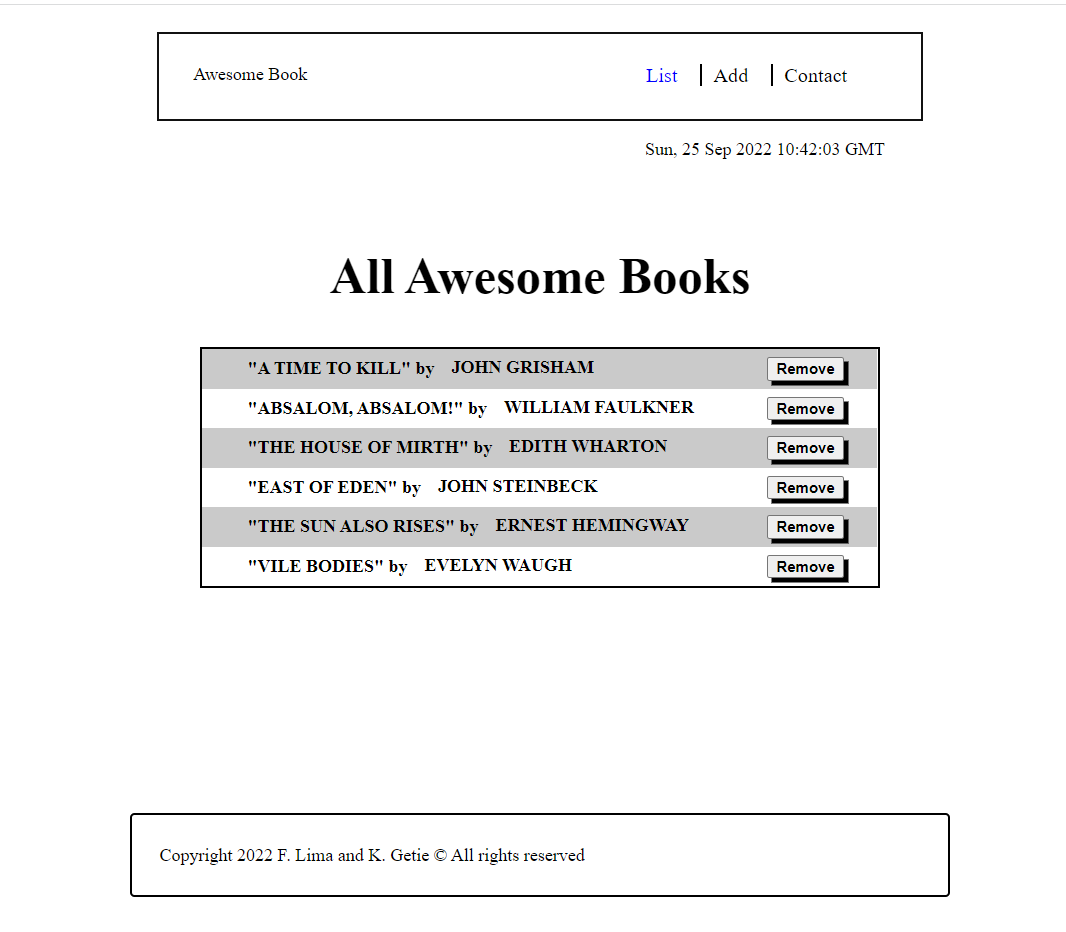 Awesome Book
List Add Contact
Sun, 25 Sep 2022 10:42:03 GMT
All Awesome Books
"A TIME TO KILL" by JOHN GRISHAM Remove
"ABSALOM, ABSALOM!" by WILLIAM FAULKNER Remove
"THE HOUSE OF MIRTH" by EDITH WHARTON Remove
"EAST OF EDEN" by JOHN STEINBECK Remove
"THE SUN ALSO RISES" by ERNEST HEMINGWAY Remove
"VILE BODIES" by EVELYN WAUGH Remove
Copyright 2022 F. Lima and K. Getie © All rights reserved